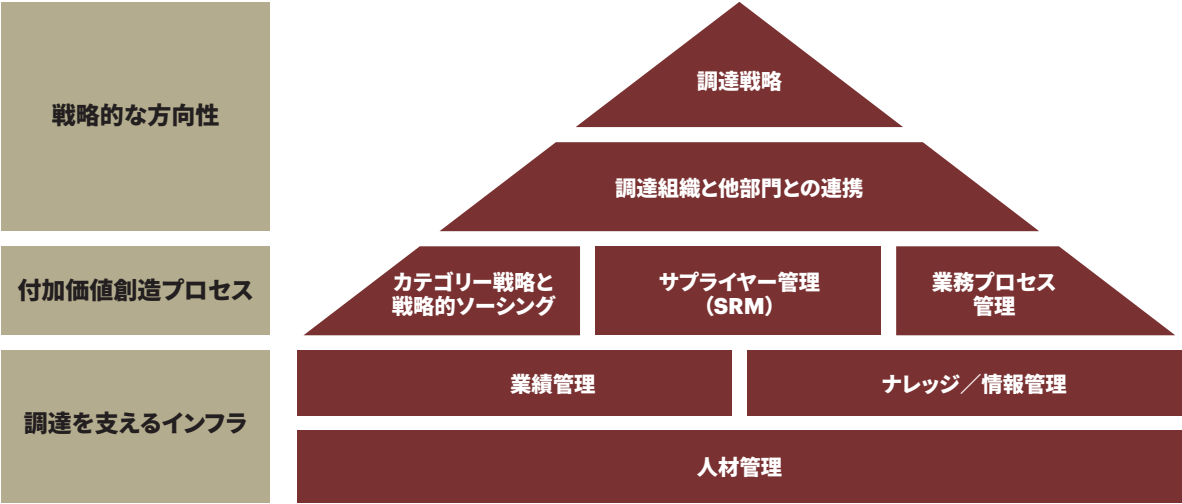 戦略的な方向性
調達戦略
調達組織と他部門との連携
付加価値創造プロセス
カテゴリー戦略と
戦略的ソーシング
サプライヤー管理
（SRM）
業務プロセス
管理
調達を支えるインフラ
業績管理
ナレッジ／情報管理
人材管理